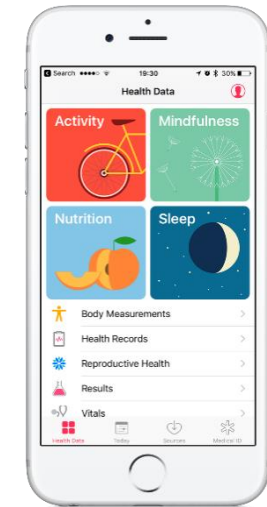 Search 19:30 30%
Health Data
Activity Mindfulness
Nutrition Sleep
Body Measurements
Health Records
Reproductive Health
Results
Vitals
Health Data Today Sources Medical ID